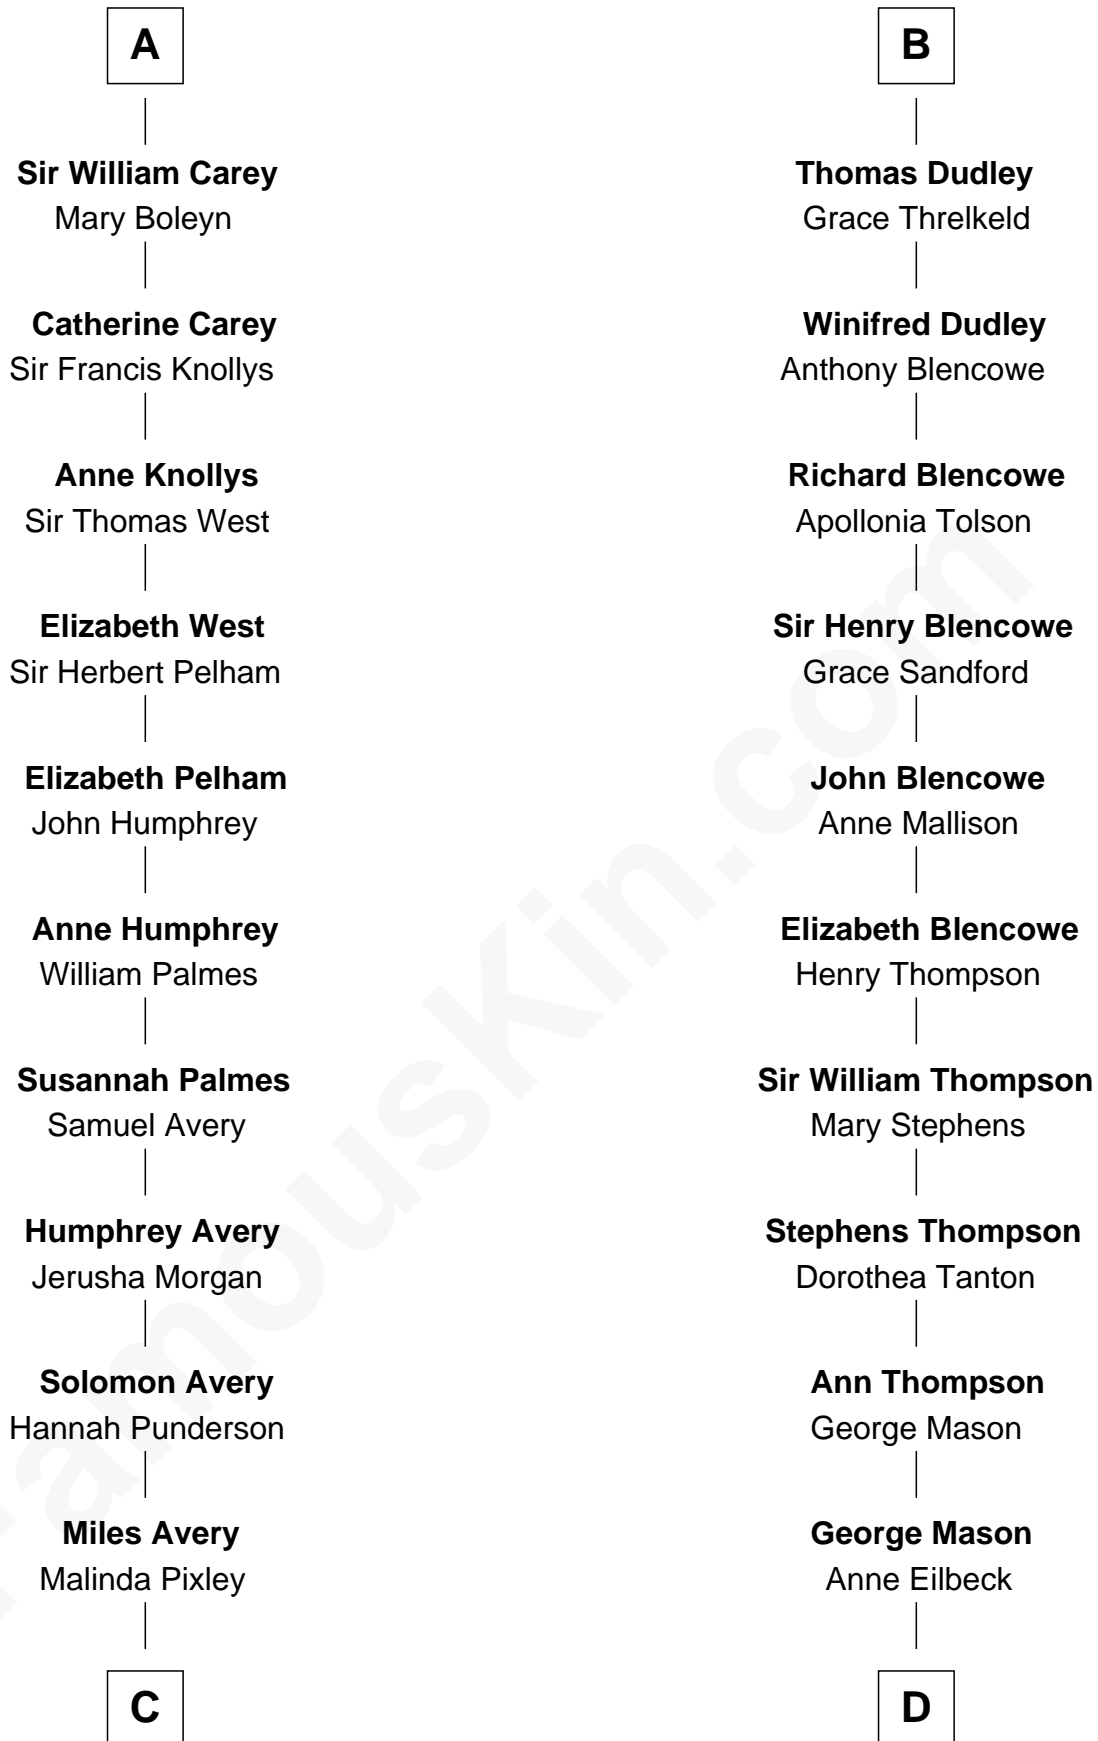 A
Sir William Carey
Mary Boleyn
Catherine Carey
Sir Francis Knollys
Anne Knollys
Sir Thomas West
Elizabeth West
Sir Herbert Pelham
Elizabeth Pelham
John Humphrey
Anne Humphrey
William Palmes
Susannah Palmes
Samuel Avery
Humphrey Avery
Jerusha Morgan
Solomon Avery
Hannah Punderson
Miles Avery
Malinda Pixley
C
B
Thomas Dudley
Grace Threlkeld
Winifred Dudley
Anthony Blencowe
Richard Blencowe
Apollonia Tolson
Sir Henry Blencowe
Grace Sandford
John Blencowe
Anne Mallison
Elizabeth Blencowe
Henry Thompson
Sir William Thompson
Mary Stephens
Stephens Thompson
Dorothea Tanton
Ann Thompson
George Mason
George Mason
Anne Eilbeck
D
FamousKin.com